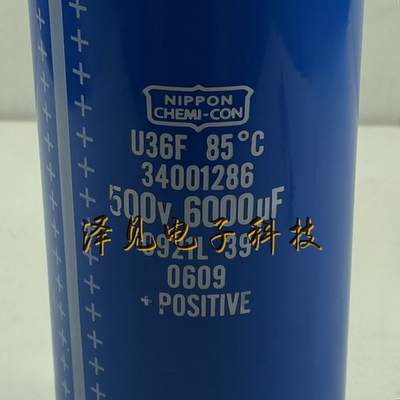 NIPPON
CHEMI-CON
U36F 85°C
34001286
500v 6000uF
泽见电子科技
0609
+ POSITIVE